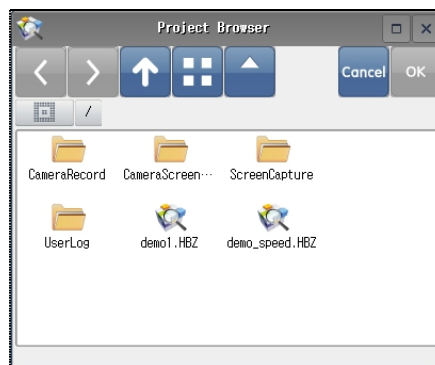 Project Browser
Cancel OK
/
CameraRecord CameraScreen… ScreenCapture
UserLog demo1.HBZ demo_speed.HBZ